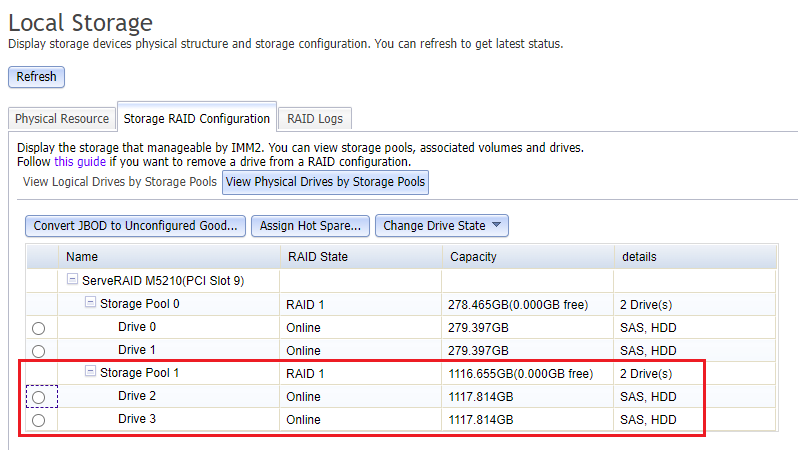 Local Storage
Display storage devices physical structure and storage configuration. You can refresh to get latest status.
Refresh
Physical Resource Storage RAID Configuration RAID Logs
Display the storage that manageable by IMM2. You can view storage pools, associated volumes and drives.
Follow this guide if you want to remove a drive from a RAID configuration.
View Logical Drives by Storage Pools View Physical Drives by Storage Pools
Convert JBOD to Unconfigured Good... Assign Hot Spare... Change Drive State
Name RAID State Capacity details
ServeRAID M5210(PCI Slot 9)
Storage Pool 0 RAID 1 278.465GB(0.000GB free) 2 Drive(s)
Drive 0 Online 279.397GB SAS, HDD
Drive 1 Online 279.397GB SAS, HDD
Storage Pool 1 RAID 1 1116.655GB(0.000GB free) 2 Drive(s)
Drive 2 Online 1117.814GB SAS, HDD
Drive 3 Online 1117.814GB SAS, HDD